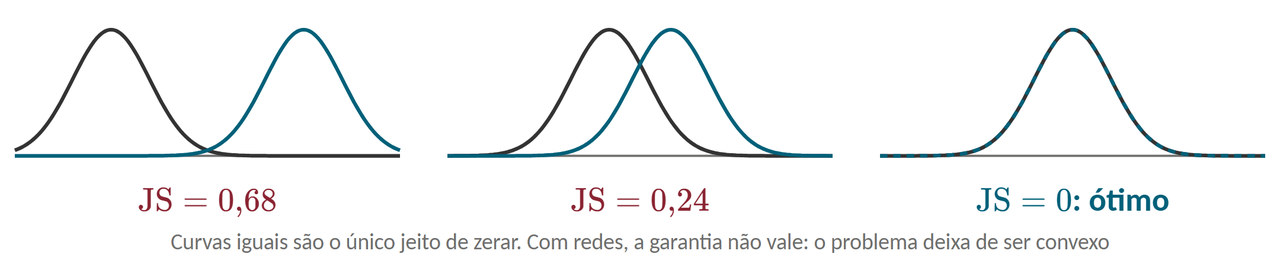 JS = 0,68
JS = 0,24
JS = 0: ótimo
Curvas iguais são o único jeito de zerar. Com redes, a garantia não vale: o problema deixa de ser convexo